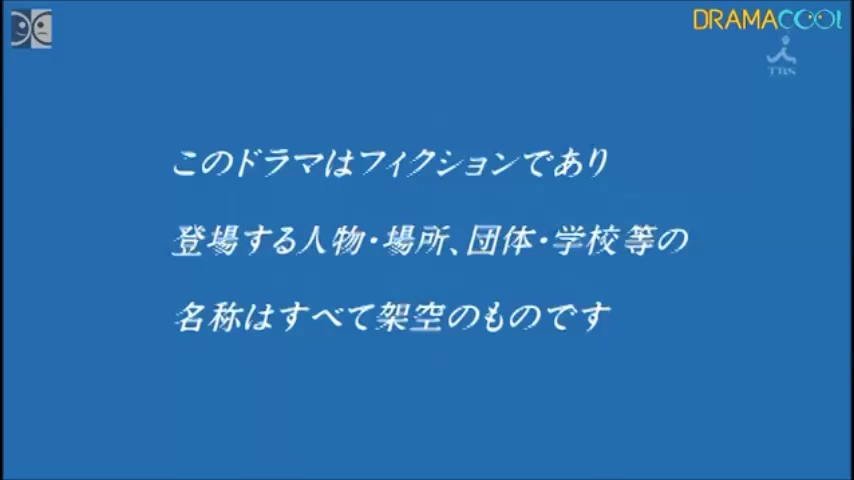 DRAMACOOL
TBS
このドラマはフィクションであり
登場する人物・場所、団体・学校等の
名称はすべて架空のものです